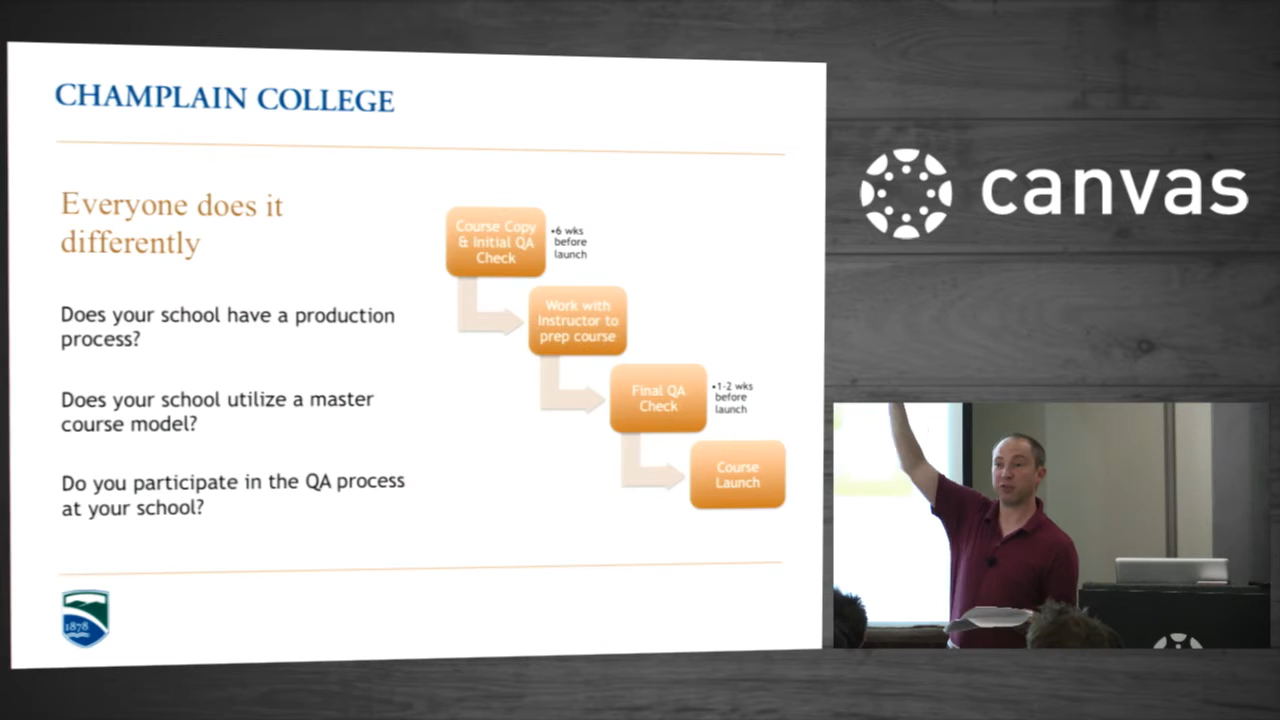 CHAMPLAIN COLLEGE
Everyone does it
differently
Does your school have a production
process?
Does your school utilize a master
course model?
Do you participate in the QA process
at your school?
Course Copy
& Initial QA
Check
•6 wks
before
launch
Work with
Instructor to
prep course
Final QA
Check
•1-2 wks
before
launch
Course
Launch
1878
canvas